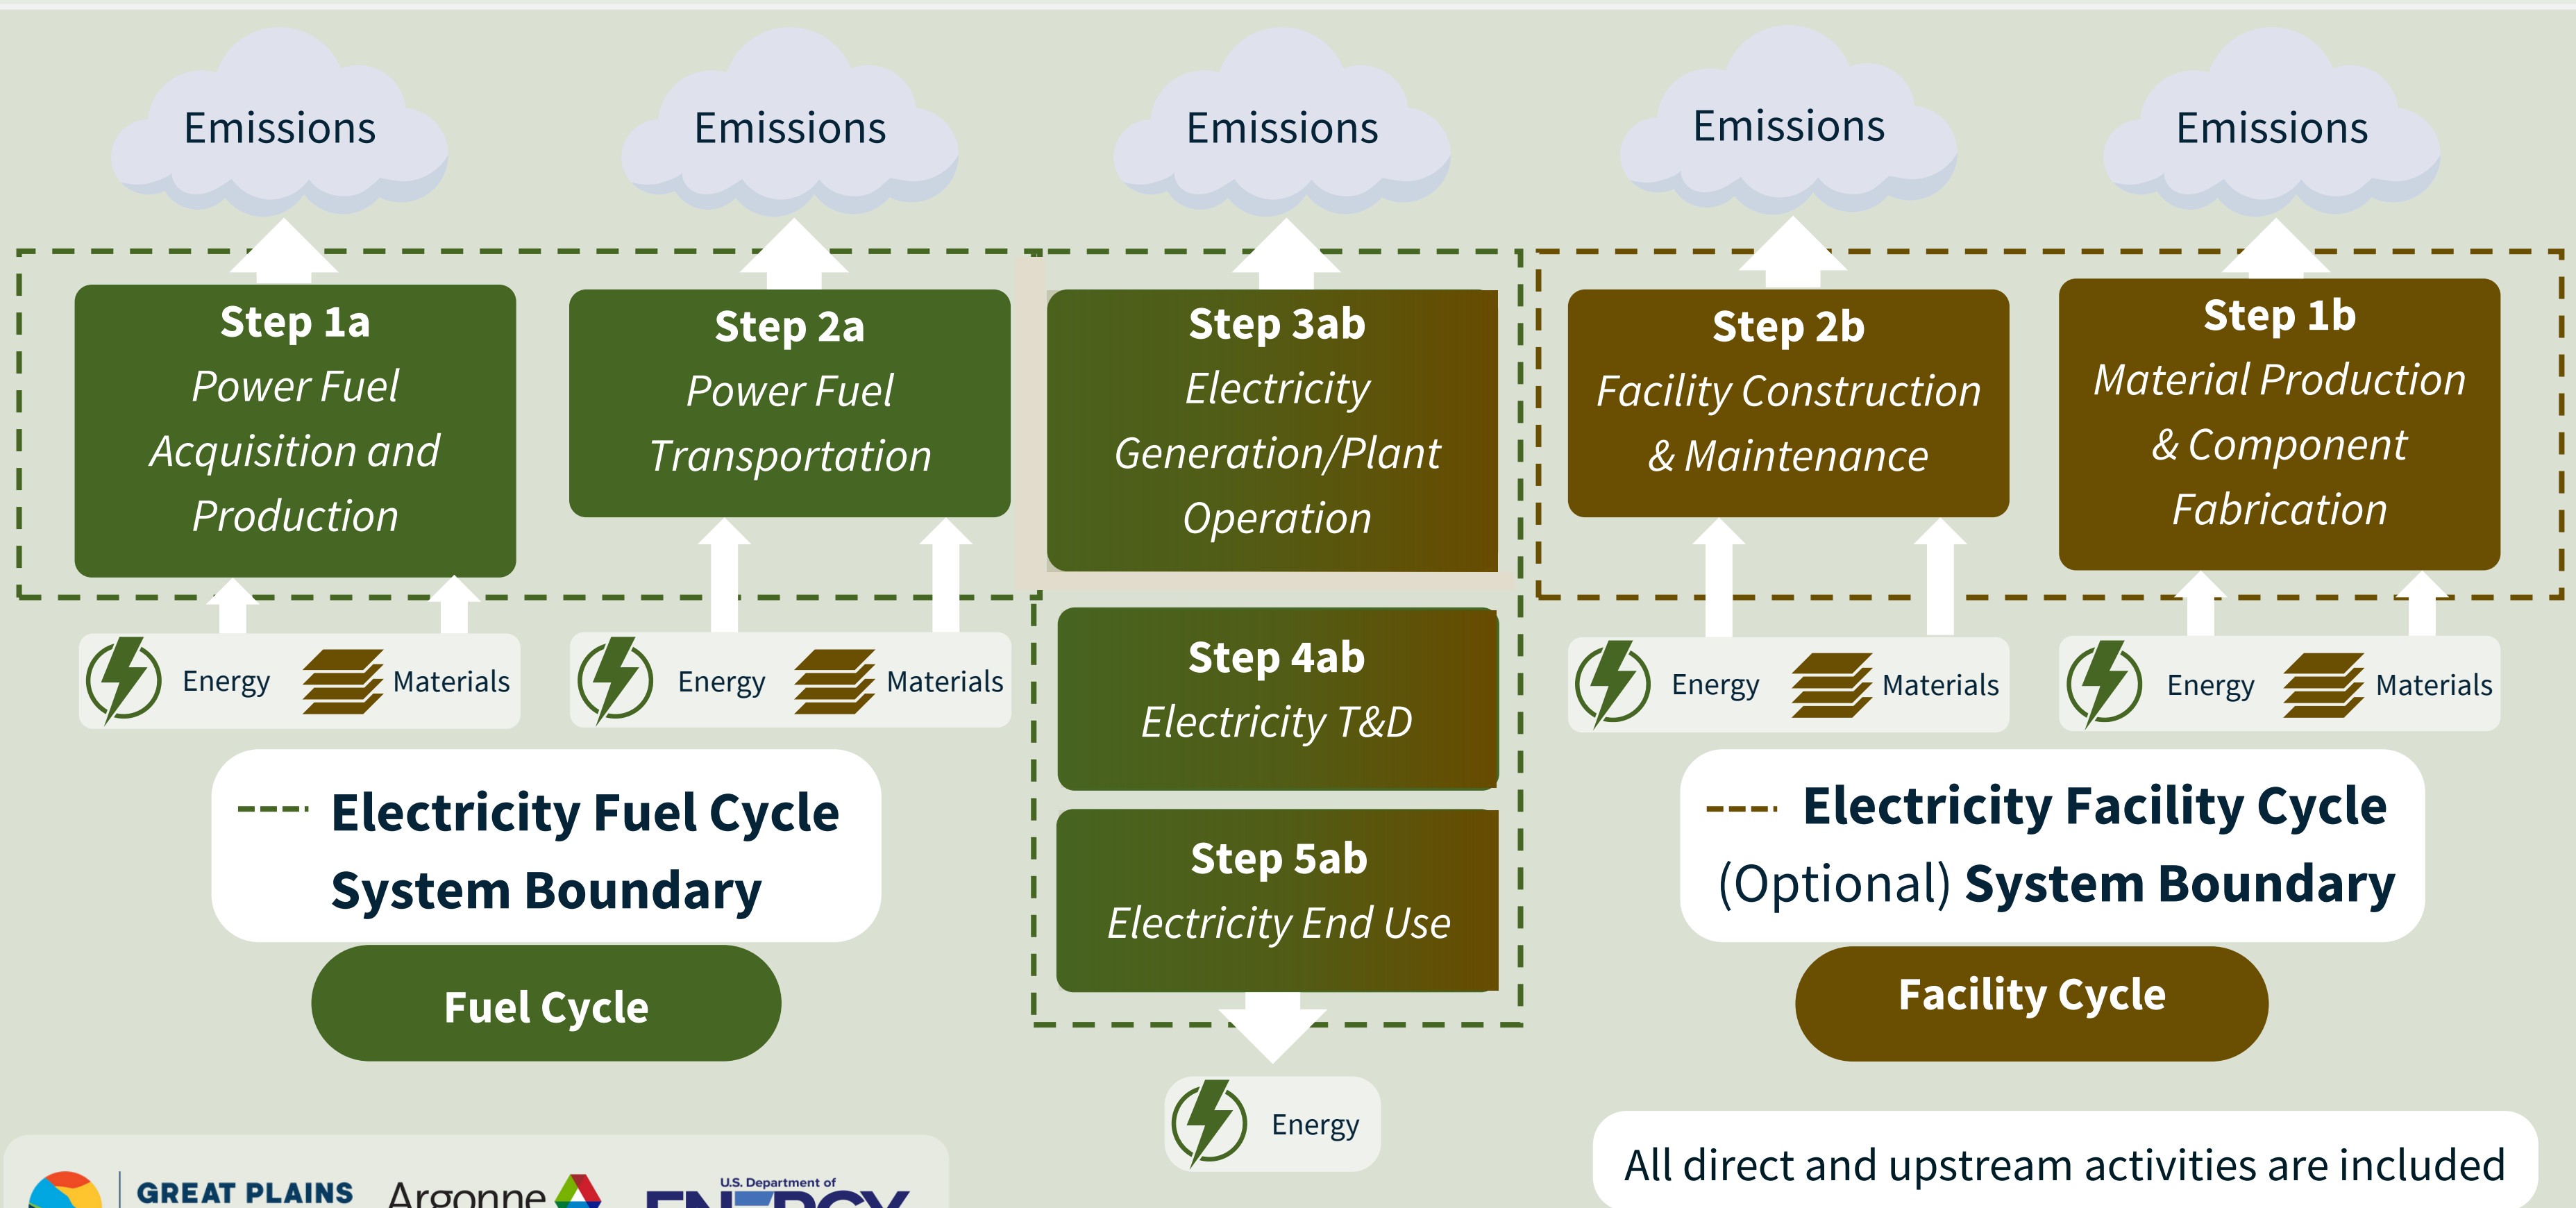 Emissions
Emissions
Emissions
Emissions
Emissions
Step 1a
Power Fuel
Acquisition and
Production
Step 2a
Power Fuel
Transportation
Step 3ab
Electricity
Generation/Plant
Operation
Step 2b
Facility Construction
& Maintenance
Step 1b
Material Production
& Component
Fabrication
Energy
Materials
Energy
Materials
Step 4ab
Electricity T&D
Step 5ab
Electricity End Use
Energy
Energy
Materials
Energy
Materials
Electricity Fuel Cycle
System Boundary
Fuel Cycle
Electricity Facility Cycle
(Optional) System Boundary
Facility Cycle
All direct and upstream activities are included
GREAT PLAINS
Argonne
U.S. Department of
ENERGY